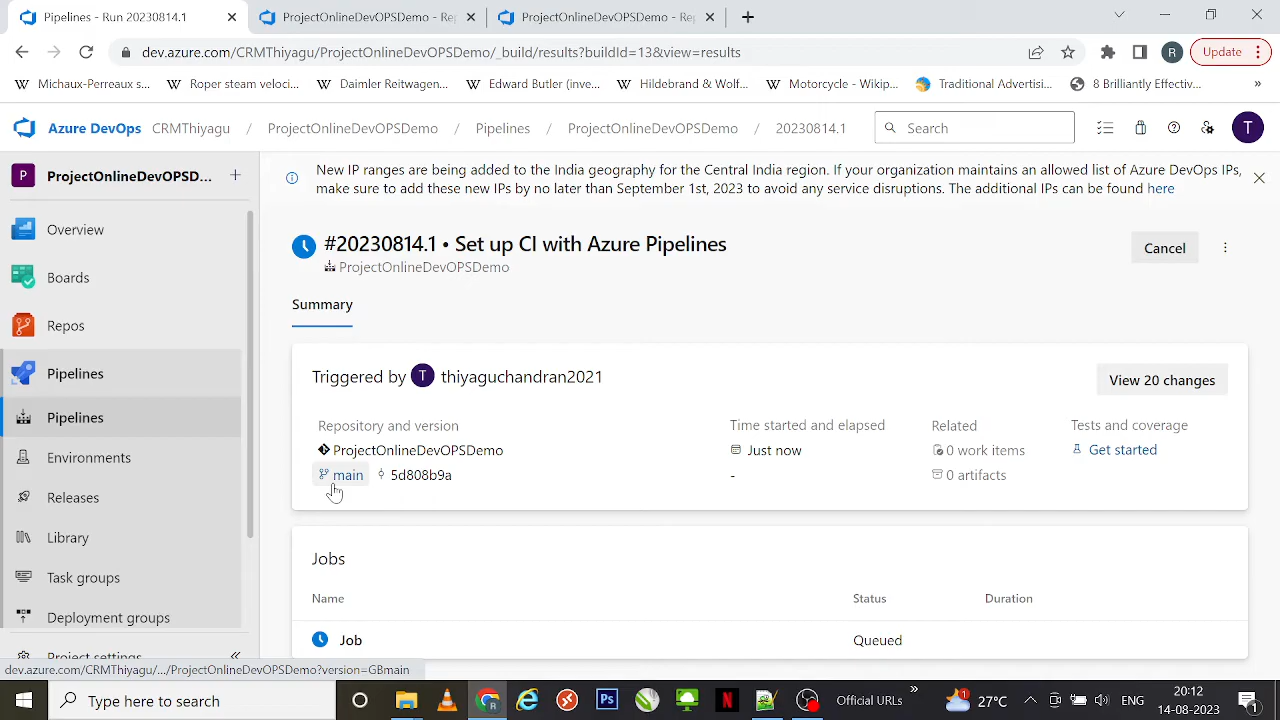 Pipelines - Run 20230814.1
ProjectOnlineDevOPSDemo - Rep
ProjectOnlineDevOPSDemo - Rep
dev.azure.com/CRMThiyagu/ProjectOnlineDevOPSDemo/_build/results?buildId=13&view=results
R
Update
Michaux-Perreaux s...
Roper steam veloci...
Daimler Reitwagen...
Edward Butler (inve...
Hildebrand & Wolf...
Motorcycle - Wikip...
Traditional Advertisi...
8 Brilliantly Effectiv...
»
Azure DevOps
CRMThiyagu / ProjectOnlineDevOPSDemo / Pipelines / ProjectOnlineDevOPSDemo / 20230814.1
Search
T
P
ProjectOnlineDevOPSD...
New IP ranges are being added to the India geography for the Central India region. If your organization maintains an allowed list of Azure DevOps IPs,
make sure to add these new IPs by no later than September 1st, 2023 to avoid any service disruptions. The additional IPs can be found here
Overview
Boards
Repos
Pipelines
Pipelines
Environments
Releases
Library
Task groups
Deployment groups
Project settings
#20230814.1 • Set up CI with Azure Pipelines
ProjectOnlineDevOPSDemo
Cancel
Summary
Triggered by T thiyaguchandran2021
View 20 changes
Repository and version
ProjectOnlineDevOPSDemo
main 5d808b9a
Time started and elapsed
Just now
-
Related
0 work items
0 artifacts
Tests and coverage
Get started
Jobs
Name Status Duration
Job Queued
dev.azure.com/CRMThiyagu/.../ProjectOnlineDevOPSDemo?version=GBmain
Type here to search
Ps
N
R
Official URLs
»
1
27°C
ENG
20:12
14-08-2023
1